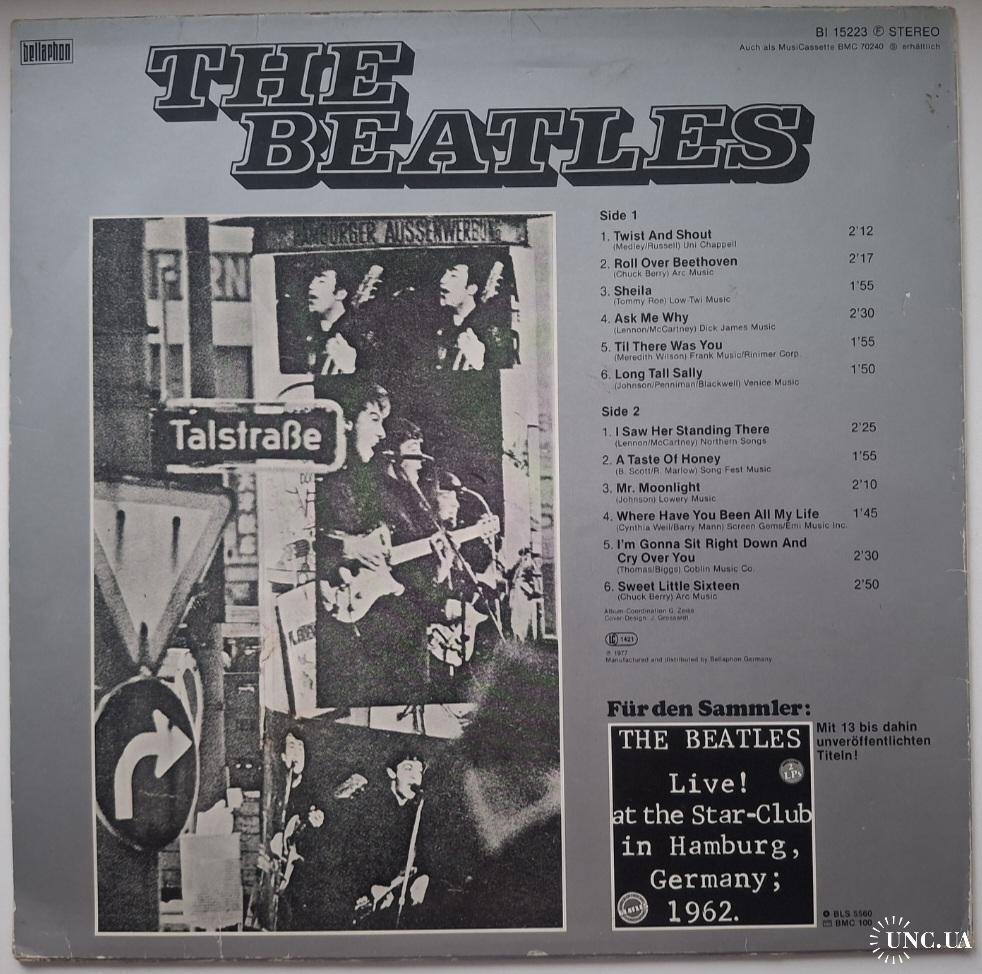 bellaphon
BI 15223 Ⓟ STEREO
Auch als MusiCassette BMC 70240 Ⓢ erhältlich
THE
BEATLES
HAMBURGER AUSSENWERBUNG
Talstraße
Side 1
1. Twist And Shout 2'12
(Medley/Russell) Uni Chappell
2. Roll Over Beethoven 2'17
(Chuck Berry) Arc Music
3. Sheila 1'55
(Tommy Roe) Low-Twi Music
4. Ask Me Why 2'30
(Lennon/McCartney) Dick James Music
5. Til There Was You 1'55
(Meredith Wilson) Frank Music/Rinimer Corp.
6. Long Tall Sally 1'50
(Johnson/Penniman/Blackwell) Venice Music
Side 2
1. I Saw Her Standing There 2'25
(Lennon/McCartney) Northern Songs
2. A Taste Of Honey 1'55
(B. Scott/R. Marlow) Song Fest Music
3. Mr. Moonlight 2'10
(Johnson) Lowery Music
4. Where Have You Been All My Life 1'45
(Cynthia Weil/Barry Mann) Screen Gems/Emi Music Inc.
5. I'm Gonna Sit Right Down And
Cry Over You 2'30
(Thomas/Biggs) Coblin Music Co.
6. Sweet Little Sixteen 2'50
(Chuck Berry) Arc Music
Album-Coordination G. Zeiss
Cover-Design: J.
LC 1421
Ⓟ 1977
Manufactured and distributed by Bellaphon Germany
Für den Sammler:
THE BEATLES
2 LPs
Live!
at the Star-Club
in Hamburg,
Germany;
1962.
Mit 13 bis dahin
unveröffentlichten
Titeln!
BLS 5560
BMC 100
UNC.UA